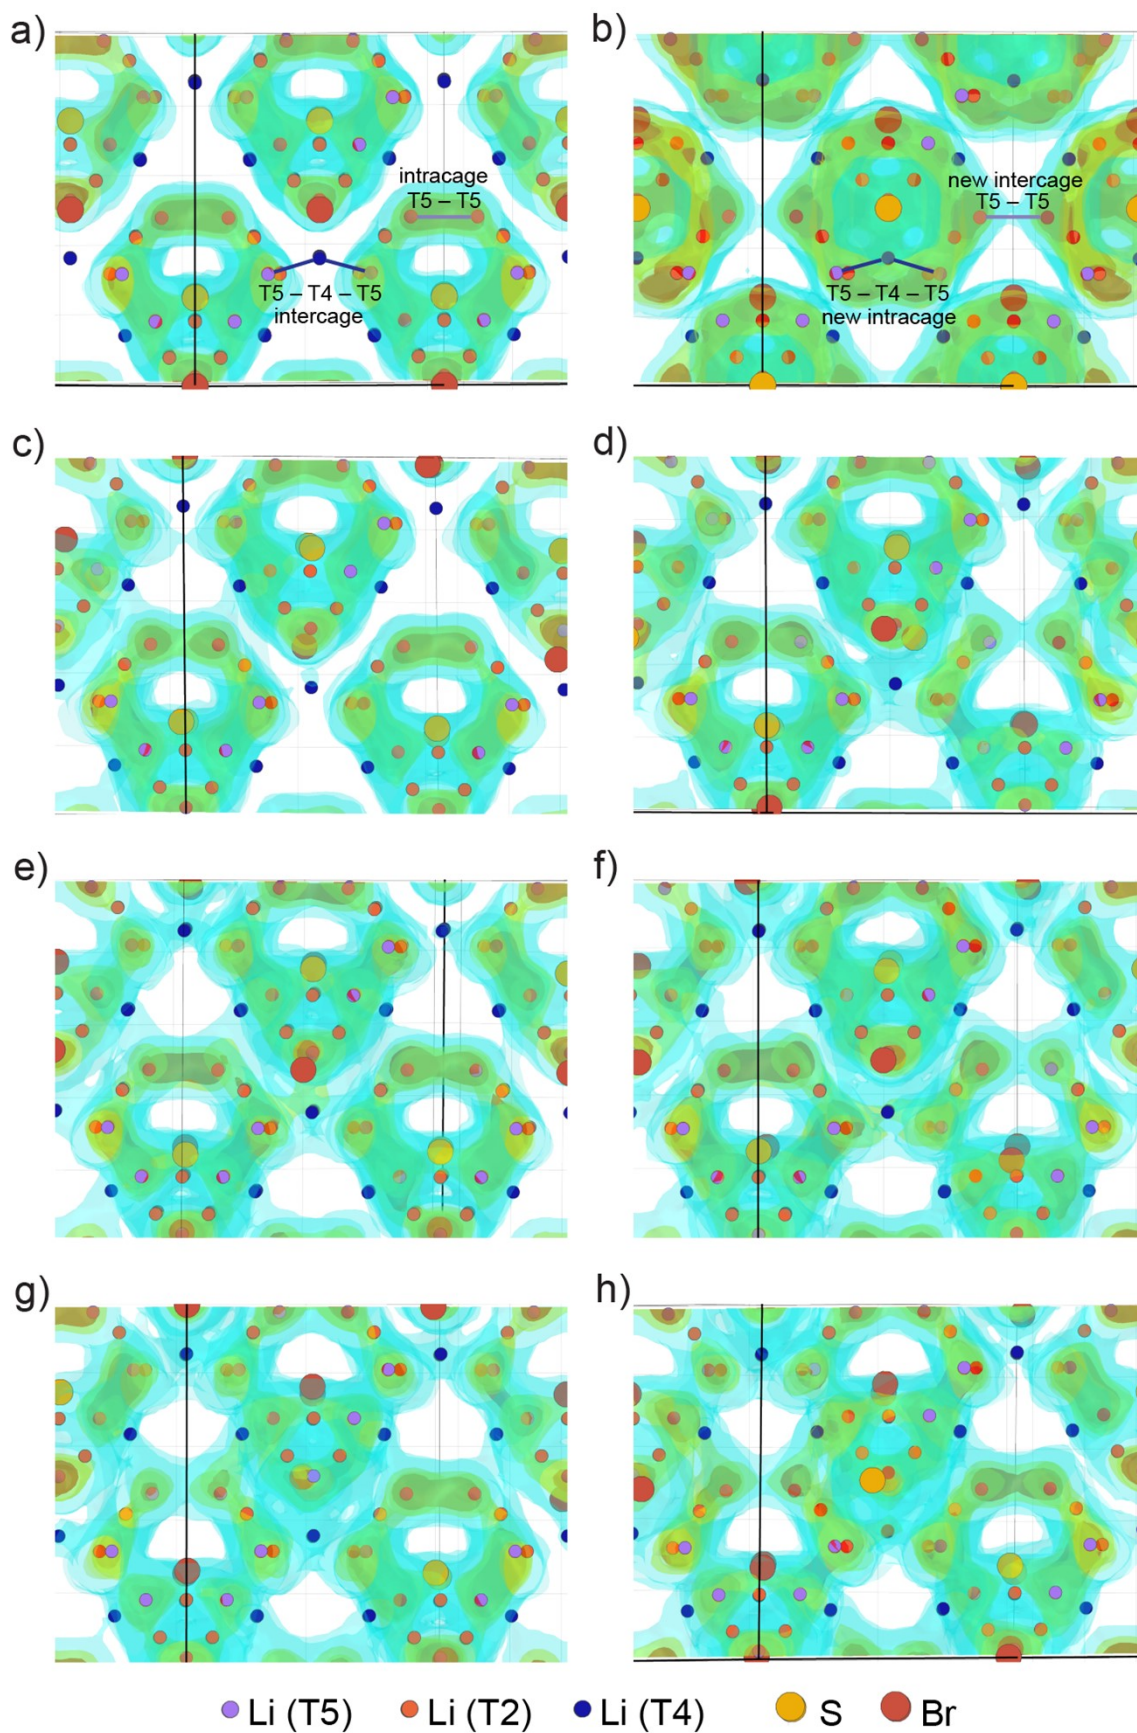 a)
b)
intracage
T5 – T5
T5 – T4 – T5
intercage
new intercage
T5 – T5
T5 – T4 – T5
new intracage
c)
d)
e)
f)
g)
h)
Li (T5) Li (T2) Li (T4) S Br